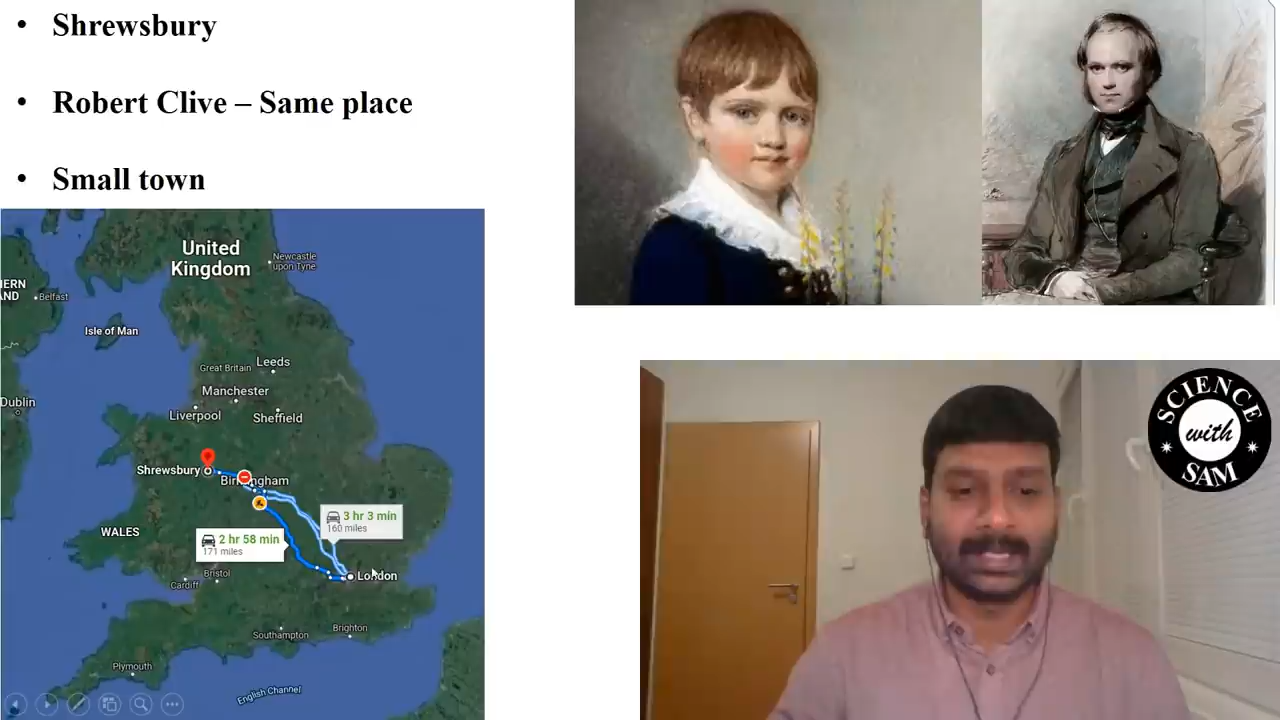 • Shrewsbury
• Robert Clive – Same place
• Small town
United
Kingdom
Newcastle
upon Tyne
ERN
AND
Belfast
Isle of Man
Great Britain
Leeds
Manchester
Dublin
Liverpool
Sheffield
Shrewsbury
Birmingham
3 hr 3 min
160 miles
WALES
2 hr 58 min
171 miles
London
Bristol
Cardiff
Southampton
Brighton
Plymouth
English Channel
SCIENCE
with
SAM